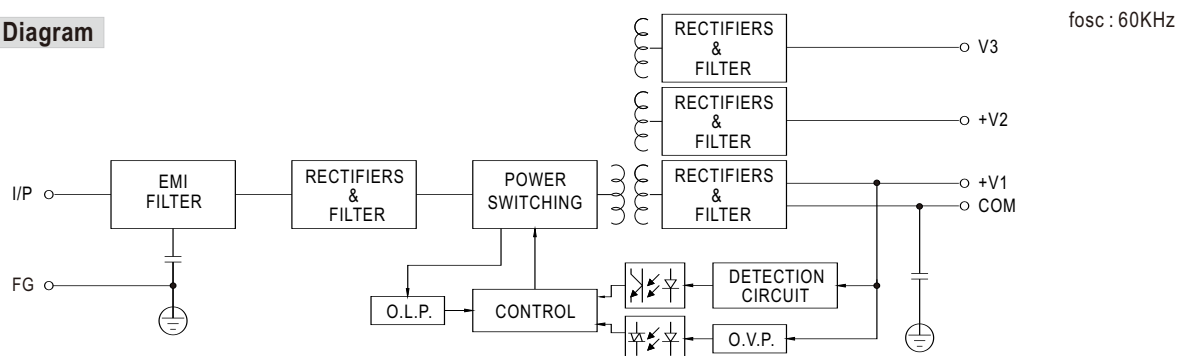 Diagram
fosc : 60KHz
RECTIFIERS
&
FILTER
V3
RECTIFIERS
&
FILTER
+V2
I/P
EMI
FILTER
RECTIFIERS
&
FILTER
POWER
SWITCHING
RECTIFIERS
&
FILTER
+V1
COM
FG
O.L.P.
CONTROL
DETECTION
CIRCUIT
O.V.P.